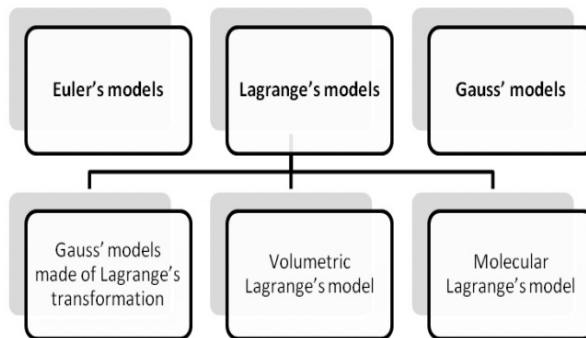 Euler’s models
Lagrange’s models
Gauss’ models
Gauss’ models
made of Lagrange’s
transformation
Volumetric
Lagrange’s model
Molecular
Lagrange’s model